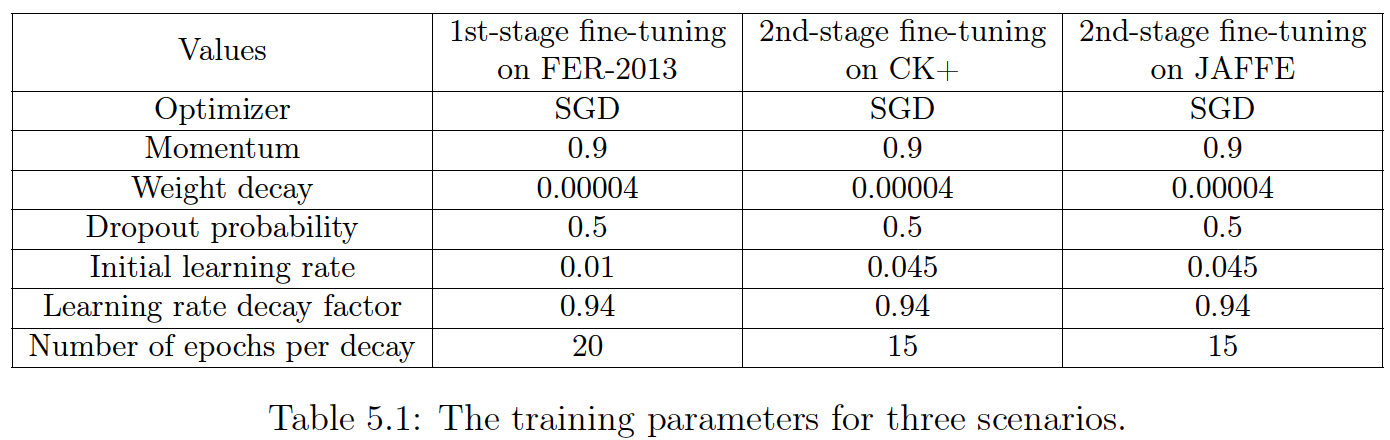 Values 1st-stage fine-tuning on FER-2013 2nd-stage fine-tuning on CK+ 2nd-stage fine-tuning on JAFFE
Optimizer SGD SGD SGD
Momentum 0.9 0.9 0.9
Weight decay 0.00004 0.00004 0.00004
Dropout probability 0.5 0.5 0.5
Initial learning rate 0.01 0.045 0.045
Learning rate decay factor 0.94 0.94 0.94
Number of epochs per decay 20 15 15
Table 5.1: The training parameters for three scenarios.